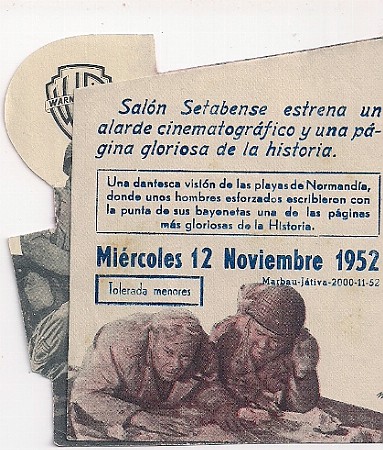 WB
WARN
Salón Setabense estrena un
alarde cinematográfico y una pá-
gina gloriosa de la historia.
Una dantesca visión de las playas de Normandía,
donde unos hombres esforzados escribieron con
la punta de sus bayonetas una de las páginas
más gloriosas de la Historia.
Miércoles 12 Noviembre 1952
Marbau-Játiva-2000-11-52
Tolerada menores